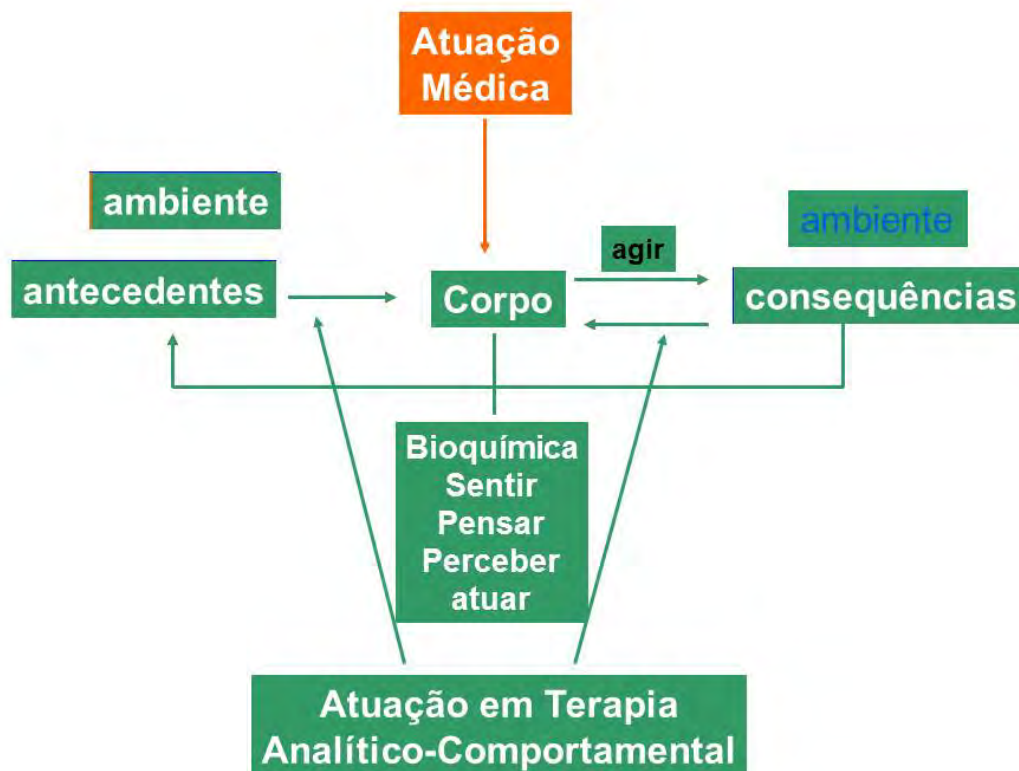 Atuação
Médica
ambiente
ambiente
agir
antecedentes
Corpo
consequências
Bioquímica
Sentir
Pensar
Perceber
atuar
Atuação em Terapia
Analítico-Comportamental